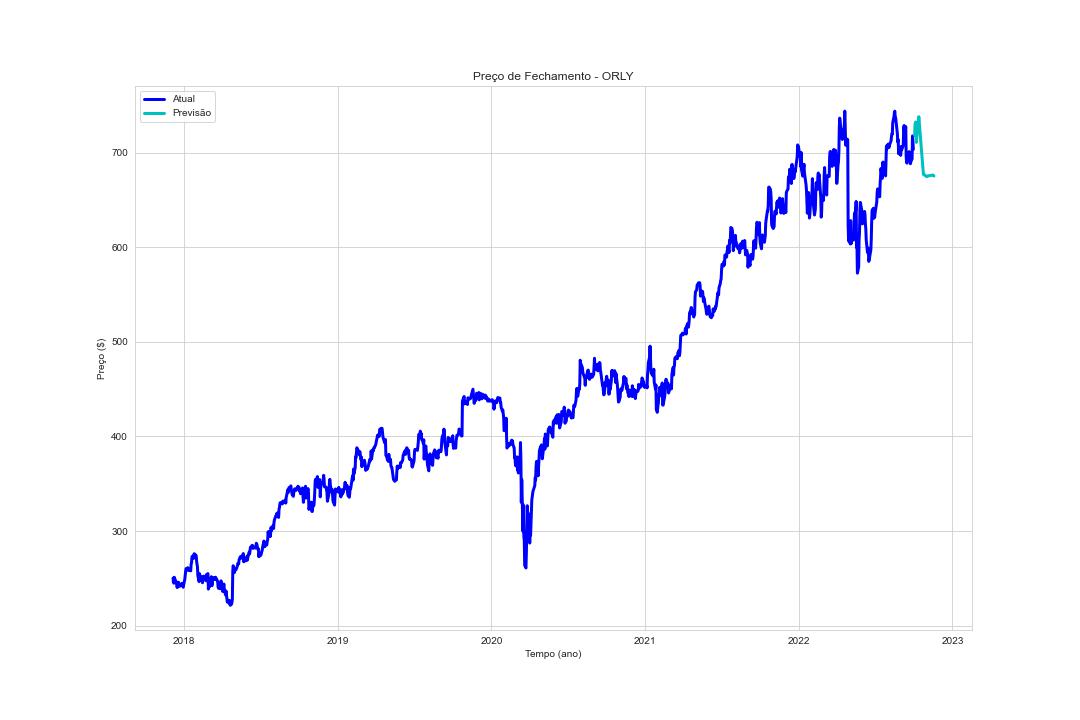 Preço de Fechamento - ORLY
Atual
Previsão
700
600
500
400
300
200
Preço ($)
2018 2019 2020 2021 2022 2023
Tempo (ano)